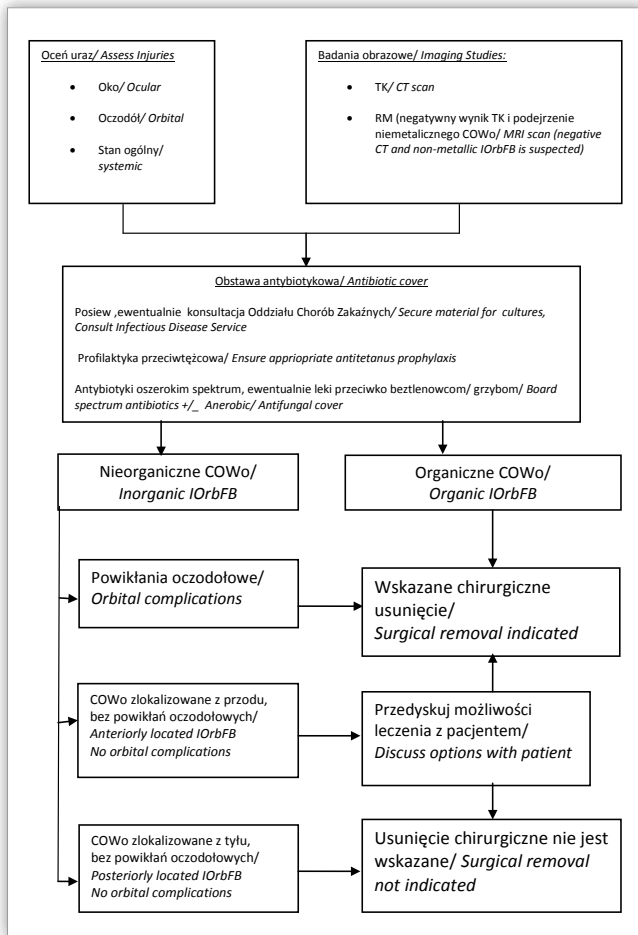 Oceń uraz/ Assess Injuries
• Oko/ Ocular
• Oczodół/ Orbital
• Stan ogólny/
systemic
Badania obrazowe/ Imaging Studies:
• TK/ CT scan
• RM (negatywny wynik TK i podejrzenie
niemetalicznego COWo/ MRI scan (negative
CT and non-metallic IOrbFB is suspected)
Obstawa antybiotykowa/ Antibiotic cover
Posiew ,ewentualnie konsultacja Oddziału Chorób Zakaźnych/ Secure material for cultures,
Consult Infectious Disease Service
Profilaktyka przeciwtężcowa/ Ensure appriopriate antitetanus prophylaxis
Antybiotyki oszerokim spektrum, ewentualnie leki przeciwko beztlenowcom/ grzybom/ Board
spectrum antibiotics +/_ Anerobic/ Antifungal cover
Nieorganiczne COWo/
Inorganic IOrbFB
Organiczne COWo/
Organic IOrbFB
Powikłania oczodołowe/
Orbital complications
Wskazane chirurgiczne
usunięcie/
Surgical removal indicated
COWo zlokalizowane z przodu,
bez powikłań oczodołowych/
Anteriorly located IOrbFB
No orbital complications
Przedyskuj możliwości
leczenia z pacjentem/
Discuss options with patient
COWo zlokalizowane z tyłu,
bez powikłań oczodołowych/
Posteriorly located IOrbFB
No orbital complications
Usunięcie chirurgiczne nie jest
wskazane/ Surgical removal
not indicated